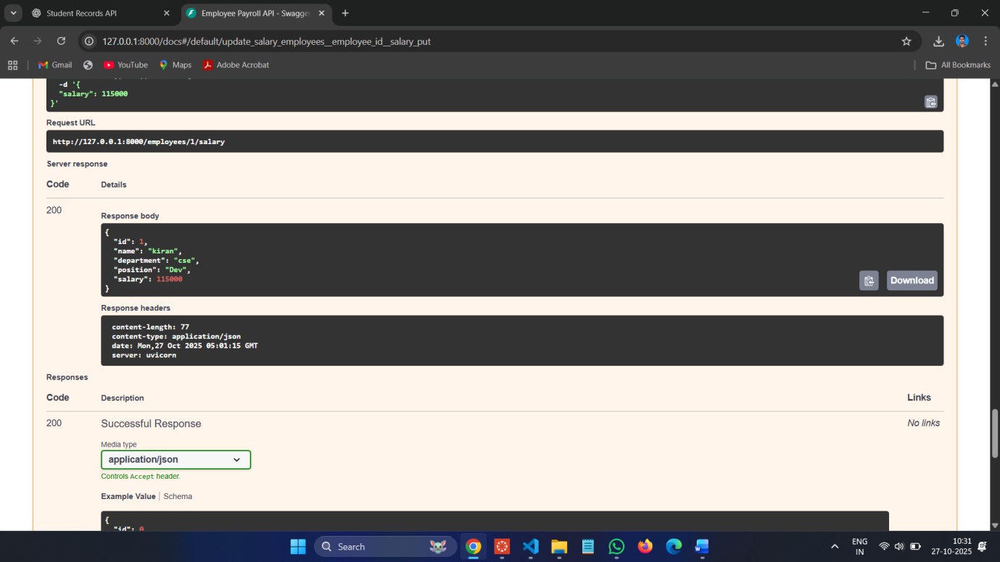 Student Records API
Employee Payroll API - Swagger
127.0.0.1:8000/docs#/default/update_salary_employees__employee_id__salary_put
Gmail
YouTube
Maps
Adobe Acrobat
All Bookmarks
-d '{
"salary": 115000
}'
Request URL
http://127.0.0.1:8000/employees/1/salary
Server response
Code Details
200
Response body
{
"id": 1,
"name": "kiran",
"department": "cse",
"position": "Dev",
"salary": 115000
}
Download
Response headers
content-length: 77
content-type: application/json
date: Mon,27 Oct 2025 05:01:15 GMT
server: uvicorn
Responses
Code Description Links
200 Successful Response No links
Media type
application/json
Controls Accept header.
Example Value | Schema
{
"id": 0
Search
ENG
IN
10:31
27-10-2025